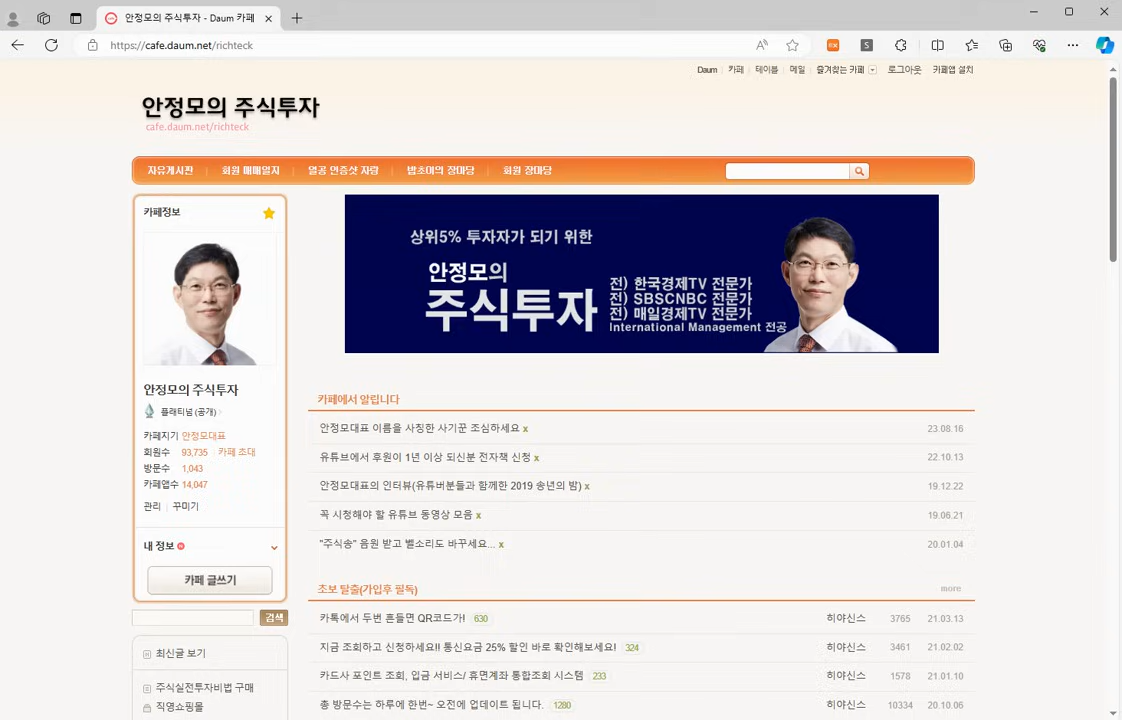 안정모의 주식투자 - Daum 카페
https://cafe.daum.net/richteck
Daum 카페 테이블 메일 즐겨찾는 카페 로그아웃 카페앱 설치
안정모의 주식투자
cafe.daum.net/richteck
자유게시판 회원 매매일지 열공 인증샷 자랑 밥초이의 장마당 회원 장마당
카페정보
상위5% 투자자가 되기 위한
안정모의
주식투자
전) 한국경제TV 전문가
전) SBSCNBC 전문가
전) 매일경제TV 전문가
International Management 전공
안정모의 주식투자
플래티넘 (공개)
카페지기 안정모대표
회원수 93,735 카페 초대
방문수 1,043
카페앱수 14,047
관리 꾸미기
내 정보
카페 글쓰기
검색
최신글 보기
주식실전투자비법 구매
직영쇼핑몰
카페에서 알립니다
안정모대표 이름을 사칭한 사기꾼 조심하세요 x 23.08.16
유튜브에서 후원이 1년 이상 되신분 전자책 신청 x 22.10.13
안정모대표의 인터뷰(유튜버분들과 함께한 2019 송년의 밤) x 19.12.22
꼭 시청해야 할 유튜브 동영상 모음 x 19.06.21
"주식송" 음원 받고 벨소리도 바꾸세요... x 20.01.04
초보 탈출(가입후 필독) more
카톡에서 두번 흔들면 QR코드가! 630 히야신스 3765 21.03.13
지금 조회하고 신청하세요!! 통신요금 25% 할인 바로 확인해보세요! 324 히야신스 3461 21.02.02
카드사 포인트 조회, 입금 서비스/ 휴면계좌 통합조회 시스템 233 히야신스 1578 21.01.10
총 방문수는 하루에 한번~ 오전에 업데이트 됩니다. 1280 히야신스 10334 20.10.06